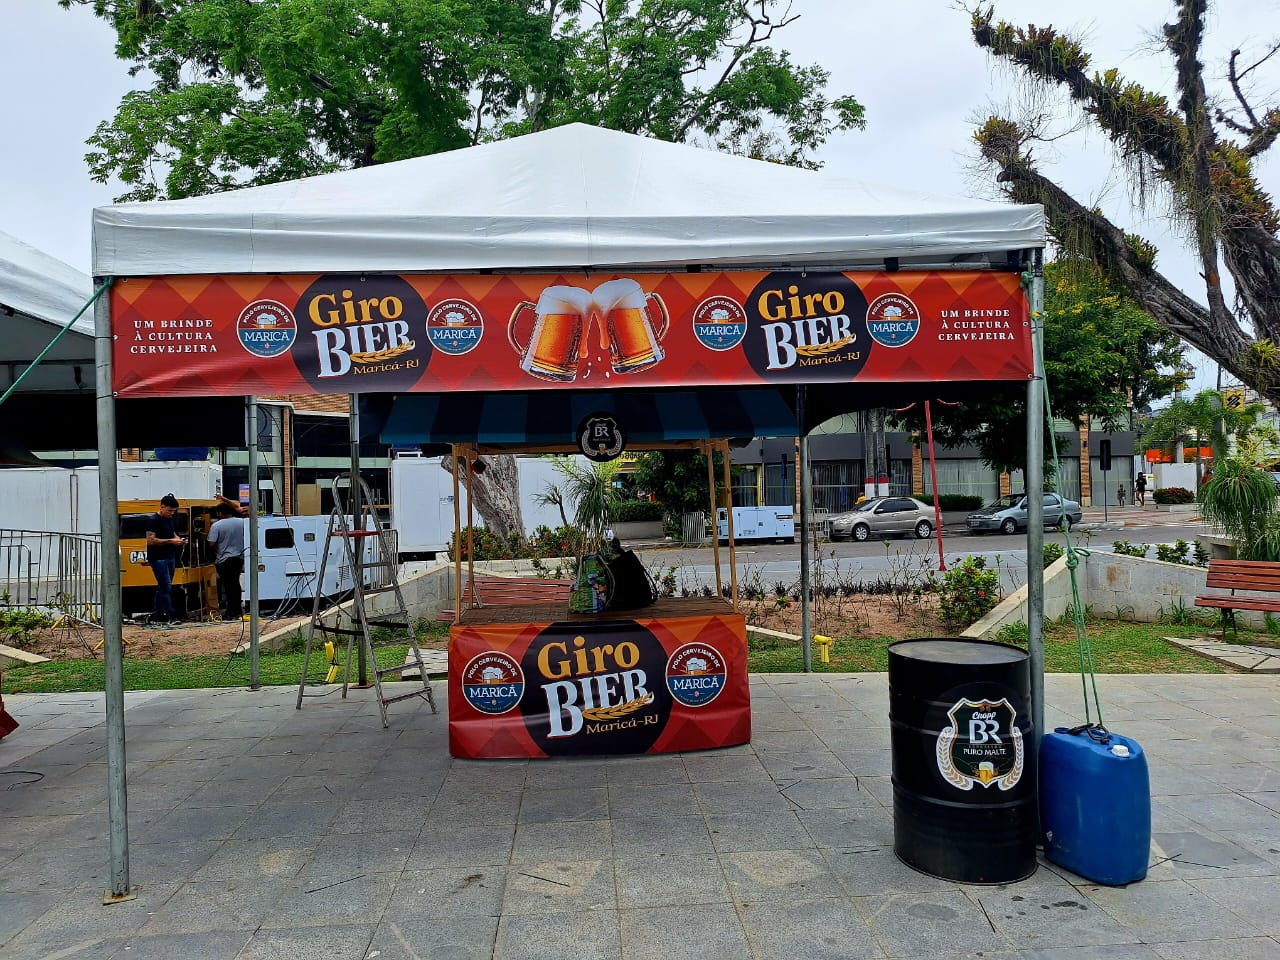 UM BRINDE
À CULTURA
CERVEJEIRA
POLO CERVEJEIRO DE
MARICÁ
Giro
BIER
Maricá-RJ
POLO CERVEJEIRO DE
MARICÁ
POLO CERVEJEIRO DE
MARICÁ
Giro
BIER
Maricá-RJ
POLO CERVEJEIRO DE
MARICÁ
UM BRINDE
À CULTURA
CERVEJEIRA
BR
CAT
POLO CERVEJEIRO DE
MARICÁ
Giro
BIER
Maricá-RJ
POLO CERVEJEIRO DE
MARICÁ
Chopp
BR
PURO MALTE